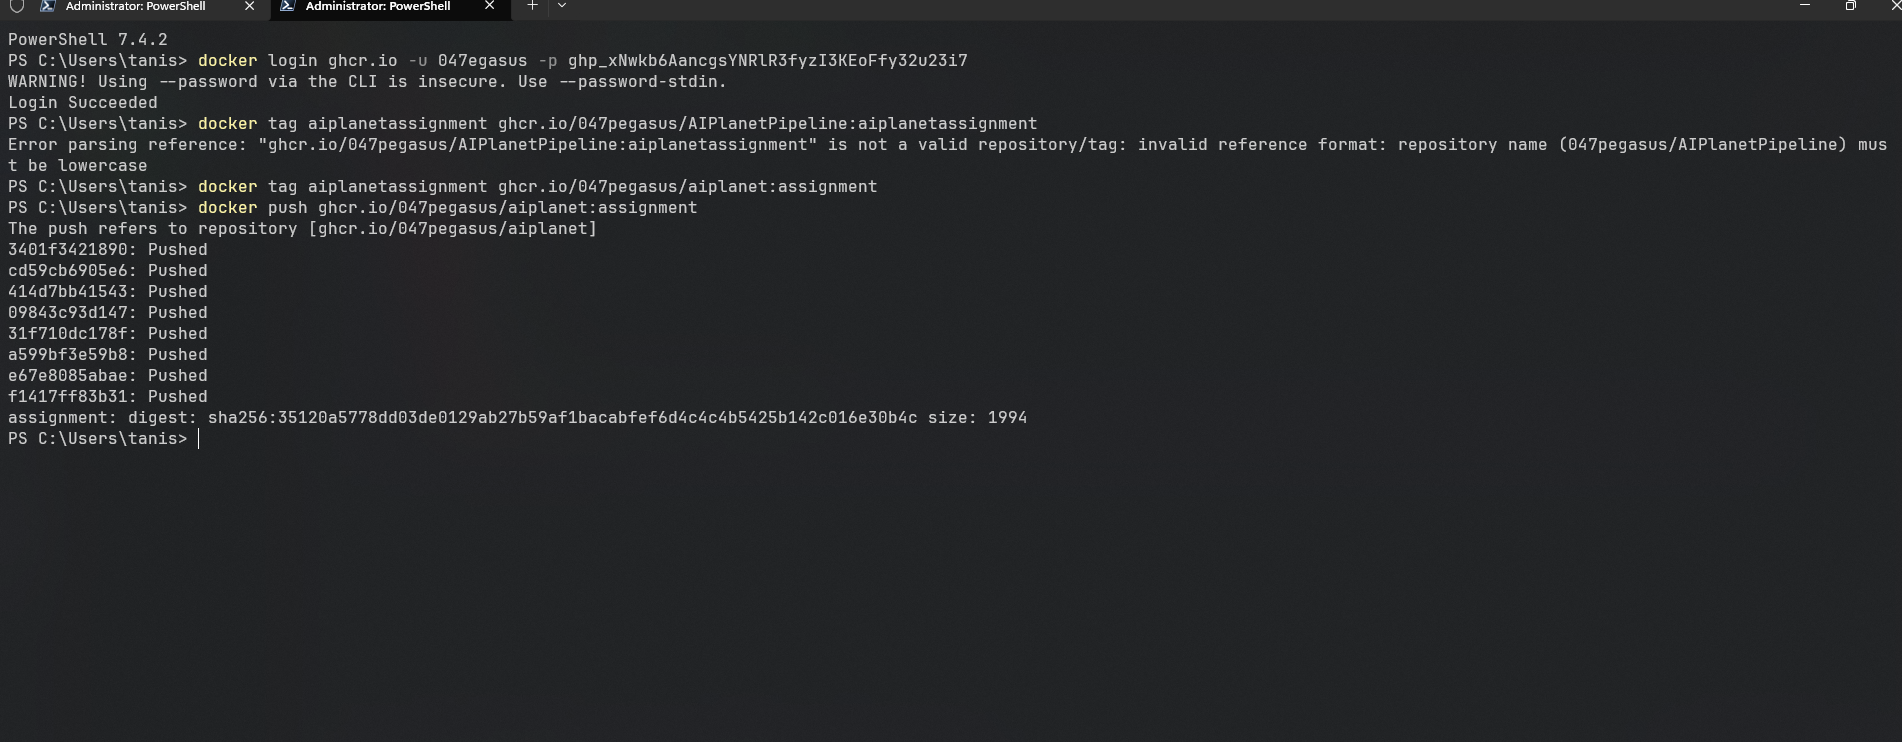 Administrator: PowerShell
Administrator: PowerShell
PowerShell 7.4.2
PS C:\Users\tanis> docker login ghcr.io -u 047egasus -p 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
WARNING! Using --password via the CLI is insecure. Use --password-stdin.
Login Succeeded
PS C:\Users\tanis> docker tag aiplanetassignment ghcr.io/047pegasus/AIPlanetPipeline:aiplanetassignment
Error parsing reference: "ghcr.io/047pegasus/AIPlanetPipeline:aiplanetassignment" is not a valid repository/tag: invalid reference format: repository name (047pegasus/AIPlanetPipeline) mus
t be lowercase
PS C:\Users\tanis> docker tag aiplanetassignment ghcr.io/047pegasus/aiplanet:assignment
PS C:\Users\tanis> docker push ghcr.io/047pegasus/aiplanet:assignment
The push refers to repository [ghcr.io/047pegasus/aiplanet]
3401f3421890: Pushed
cd59cb6905e6: Pushed
414d7bb41543: Pushed
09843c93d147: Pushed
31f710dc178f: Pushed
a599bf3e59b8: Pushed
e67e8085abae: Pushed
f1417ff83b31: Pushed
assignment: digest: sha256:35120a5778dd03de0129ab27b59af1bacabfef6d4c4c4b5425b142c016e30b4c size: 1994
PS C:\Users\tanis>